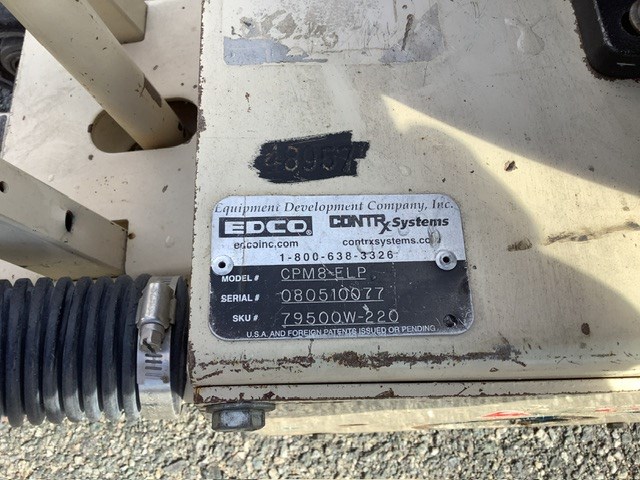 48957
Equipment Development Company, Inc.
EDCO® CONTRx Systems
edcoinc.com contrxsystems.co
1-800-638-3326
MODEL # CPM8-ELP
SERIAL # 080510077
SKU # 79500W-220
U.S.A. AND FOREIGN PATENTS ISSUED OR PENDING